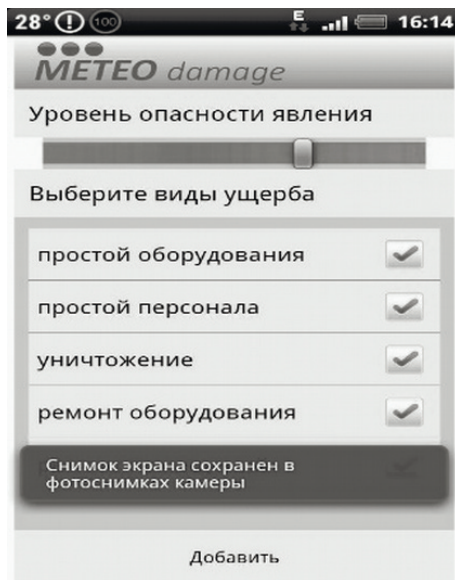 28° 100 E 16:14
METEO damage
Уровень опасности явления
Выберите виды ущерба
простой оборудования
простой персонала
уничтожение
ремонт оборудования
Снимок экрана сохранен в
фотоснимках камеры
Добавить